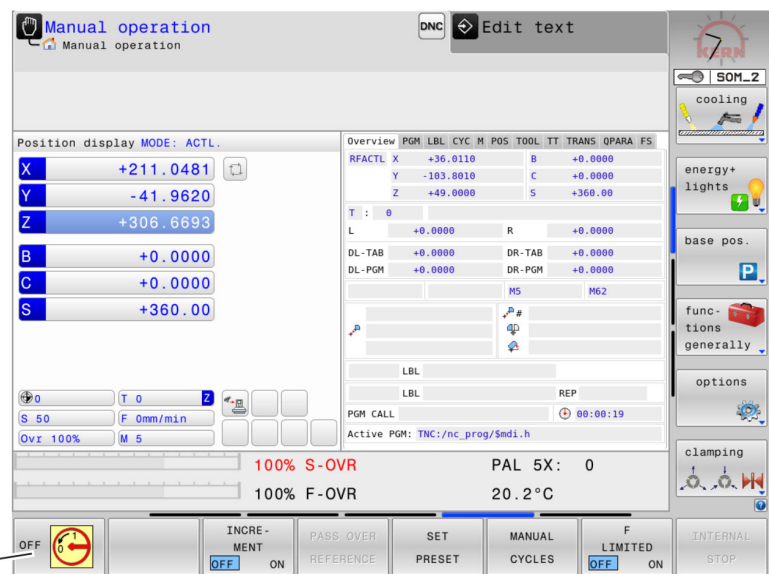 Manual operation
Manual operation
DNC
Edit text
KERN
SOM_2
cooling
energy+
lights
base pos.
P
func-
tions
generally
options
clamping
Position display MODE: ACTL.
X +211.0481
Y -41.9620
Z +306.6693
B +0.0000
C +0.0000
S +360.00
0 T 0 Z
S 50 F 0mm/min
Ovr 100% M 5
Overview PGM LBL CYC M POS TOOL TT TRANS QPARA FS
RFACTL X +36.0110 B +0.0000
Y -103.8010 C +0.0000
Z +49.0000 S +360.00
T : 0
L +0.0000 R +0.0000
DL-TAB +0.0000 DR-TAB +0.0000
DL-PGM +0.0000 DR-PGM +0.0000
M5 M62
#
LBL
LBL REP
PGM CALL 00:00:19
Active PGM: TNC:/nc_prog/$mdi.h
100% S-OVR PAL 5X: 0
100% F-OVR 20.2°C
OFF 0 1
INCRE-
MENT
OFF ON
PASS OVER
REFERENCE
SET
PRESET
MANUAL
CYCLES
F
LIMITED
OFF ON
INTERNAL
STOP